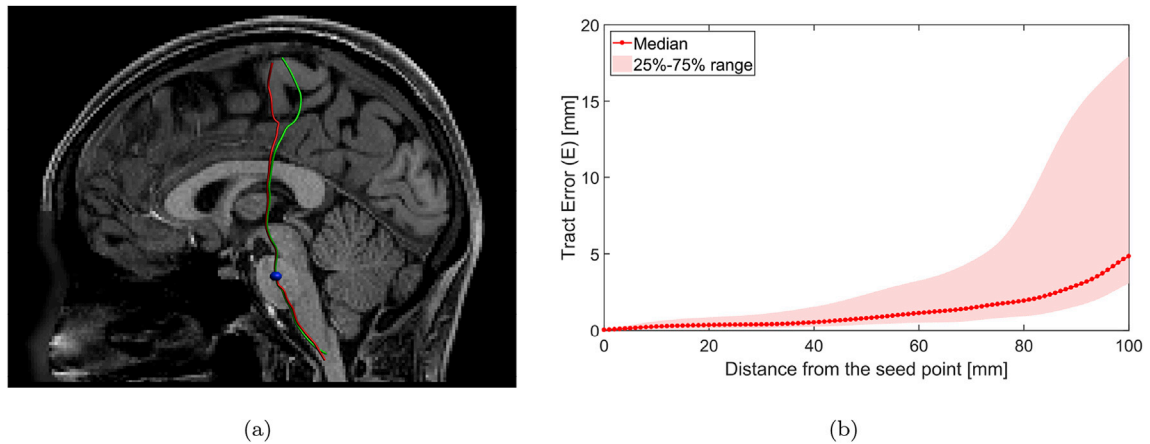 20
15
10
5
0
Tract Error (E) [mm]
Median
25%-75% range
0 20 40 60 80 100
Distance from the seed point [mm]
(a)
(b)